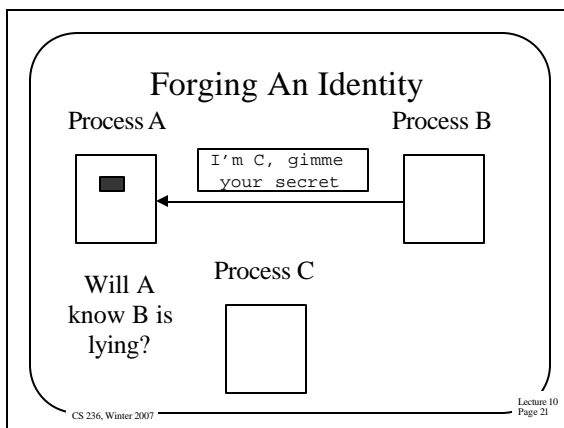 Forging An Identity
Process A
Process B
I'm C, gimme
your secret
Process C
Will A
know B is
lying?
CS 236, Winter 2007
Lecture 10
Page 21